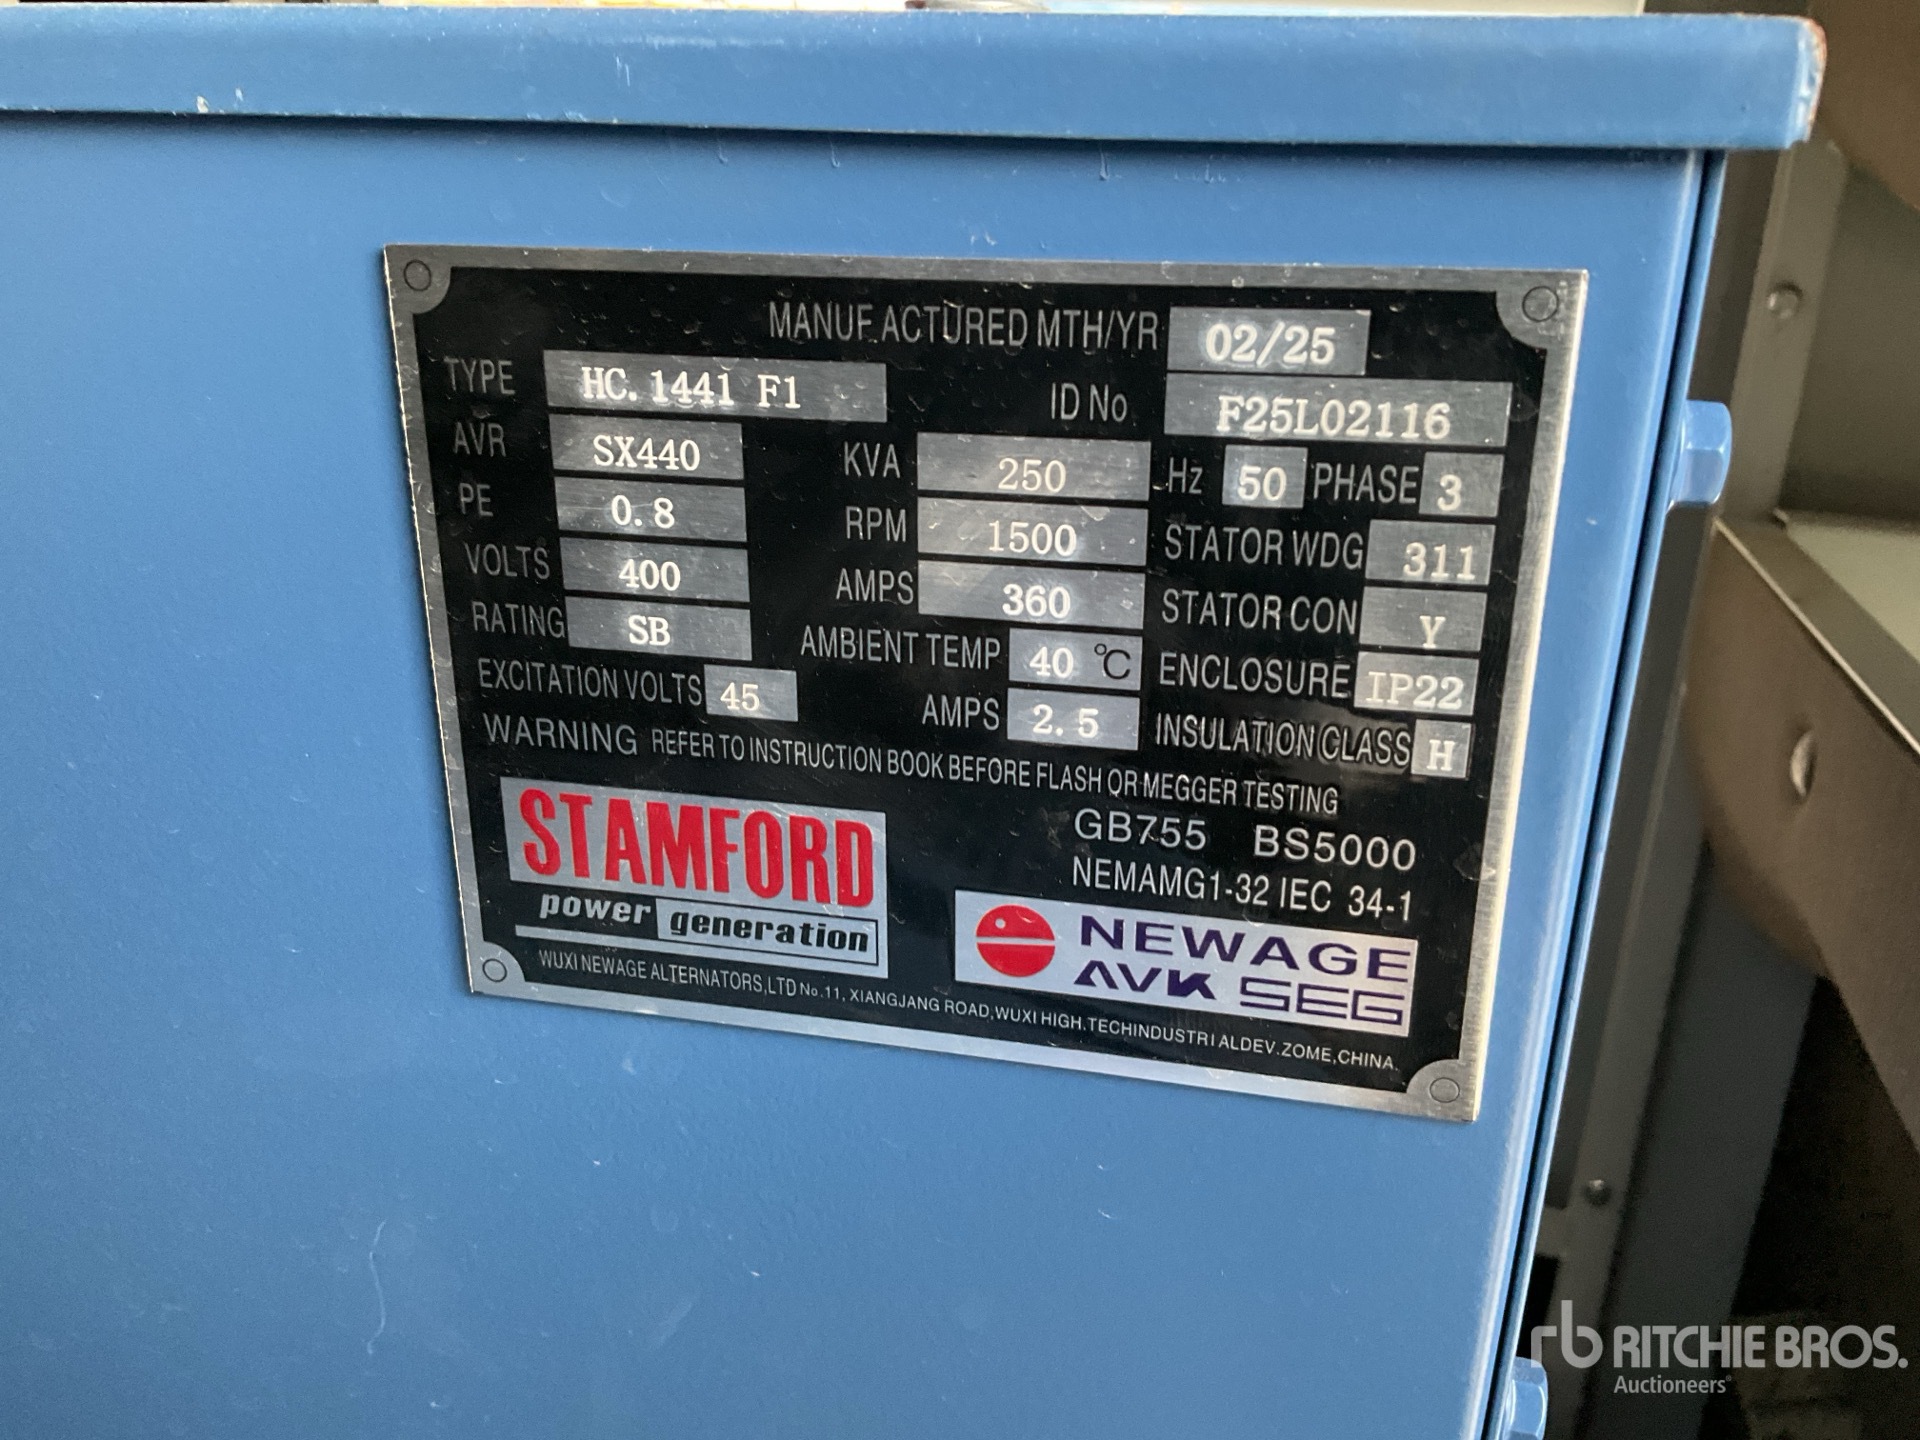 MANUFACTURED MTH/YR 02/25
TYPE HC.1441 F1 ID No F25L02116
AVR SX440 KVA 250 Hz 50 PHASE 3
PE 0.8 RPM 1500 STATOR WDG 311
VOLTS 400 AMPS 360 STATOR CON Y
RATING SB AMBIENT TEMP 40 °C ENCLOSURE IP22
EXCITATION VOLTS 45 AMPS 2.5 INSULATION CLASS H
WARNING REFER TO INSTRUCTION BOOK BEFORE FLASH OR MEGGER TESTING
STAMFORD
power generation
GB755 BS5000
NEMAMG1-32 IEC 34-1
NEWAGE
AVK SEG
WUXI NEWAGE ALTERNATORS,LTD No.11, XIANGJANG ROAD,WUXI HIGH.TECHINDUSTRI ALDEV.ZOME,CHINA.
rb RITCHIE BROS.
Auctioneers